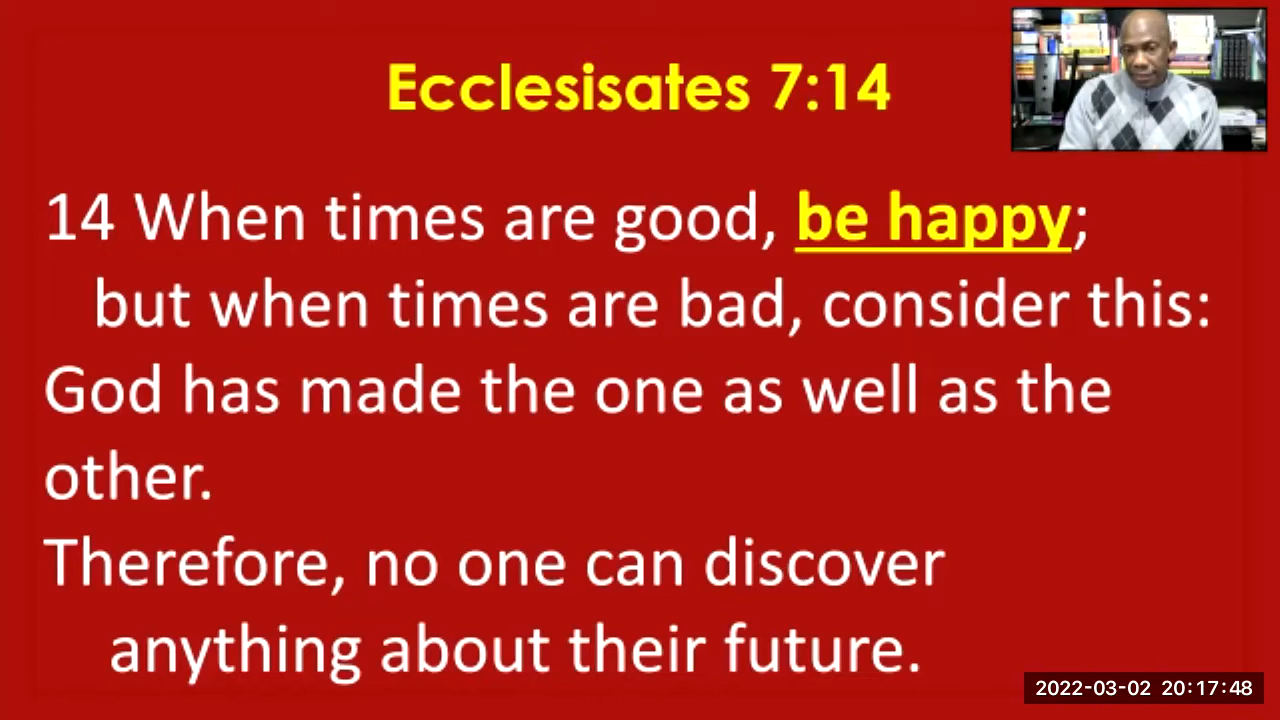 Ecclesisates 7:14
14 When times are good, be happy;
but when times are bad, consider this:
God has made the one as well as the
other.
Therefore, no one can discover
anything about their future.
2022-03-02 20:17:48